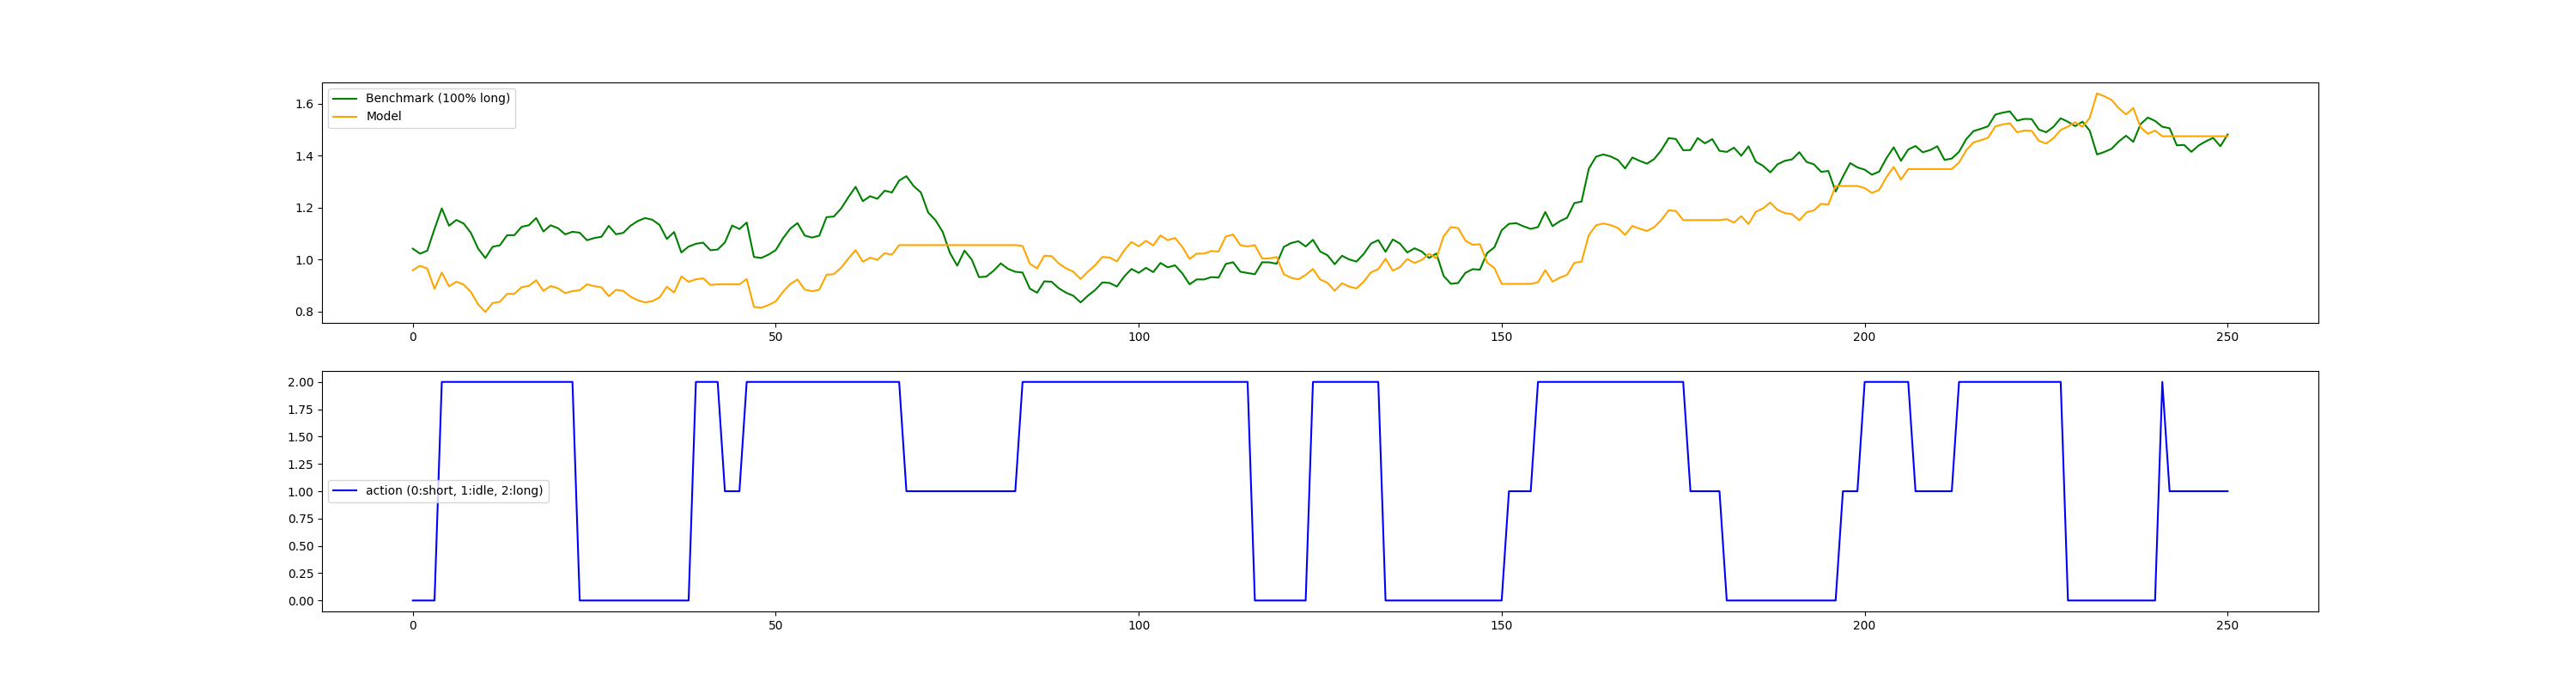 Benchmark (100% long)
Model
1.6
1.4
1.2
1.0
0.8
0 50 100 150 200 250
2.00
1.75
1.50
1.25
1.00
0.75
0.50
0.25
0.00
action (0:short, 1:idle, 2:long)
0 50 100 150 200 250